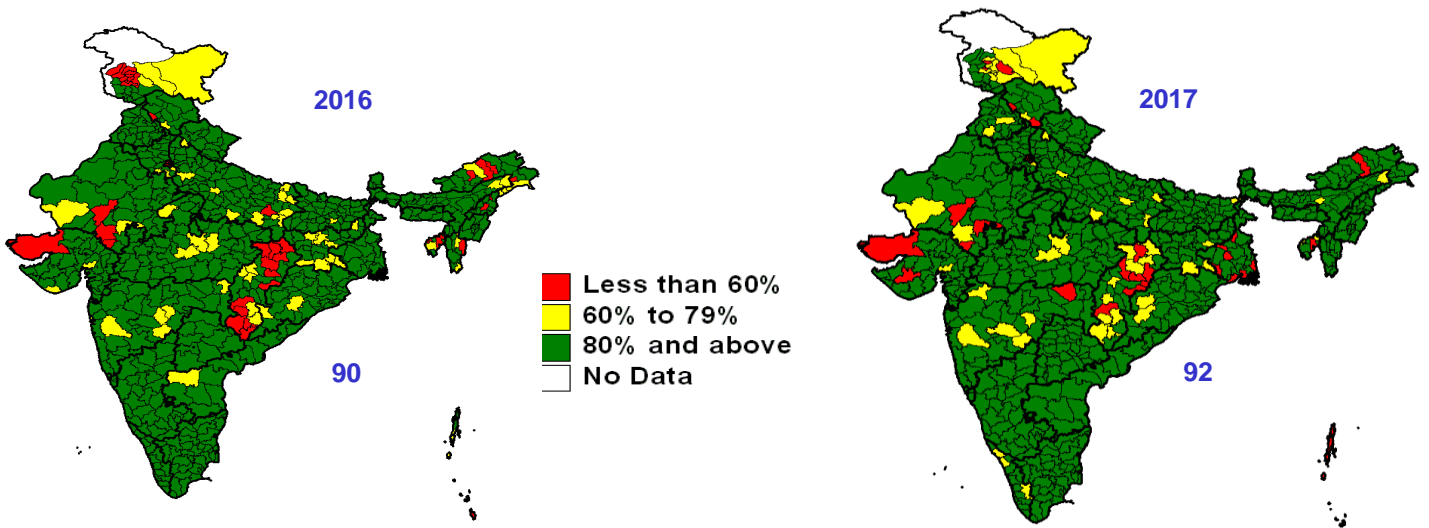 2016
2017
Less than 60%
60% to 79%
80% and above
No Data
90
92